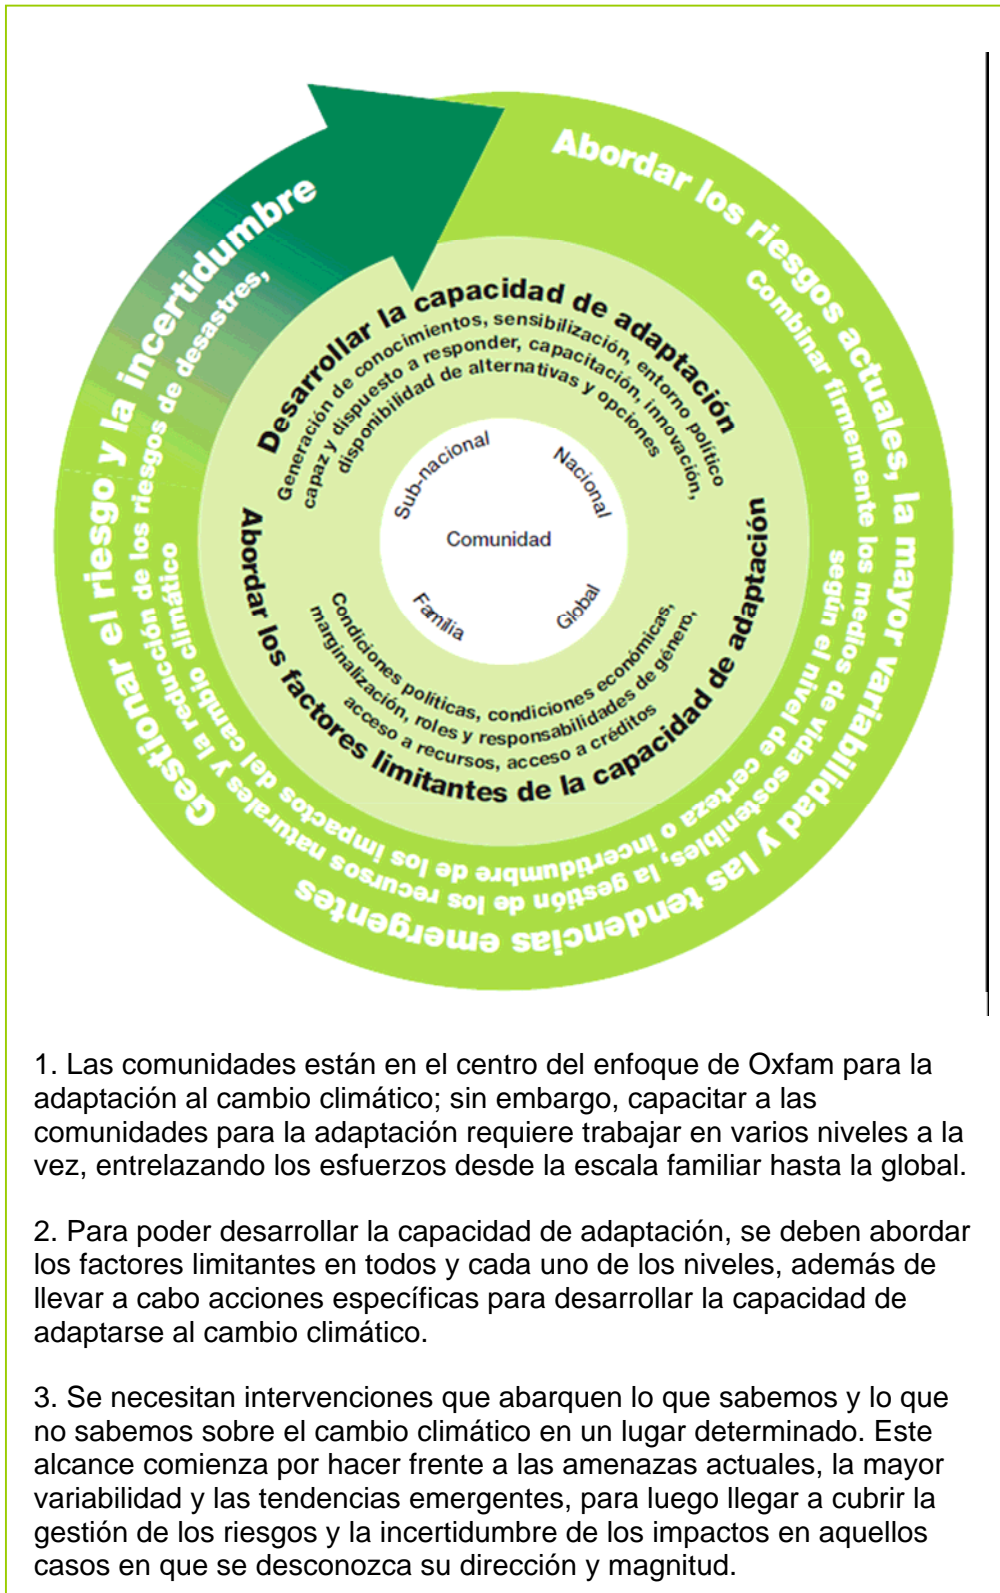 Abordar los riesgos actuales, la mayor variabilidad y las tendencias emergentes
Combinar firmemente los medios de vida sostenibles, la gestión de los recursos naturales y la reducción de los riesgos de desastres,
según el nivel de certeza o incertidumbre de los impactos del cambio climático
Gestionar el riesgo y la incertidumbre
Desarrollar la capacidad de adaptación
Generación de conocimientos, sensibilización, entorno político
capaz y dispuesto a responder, capacitación, innovación,
disponibilidad de alternativas y opciones
Sub-nacional
Nacional
Comunidad
Familia
Global
Condiciones políticas, condiciones económicas,
marginalización, roles y responsabilidades de género,
acceso a recursos, acceso a créditos
Abordar los factores limitantes de la capacidad de adaptación
1. Las comunidades están en el centro del enfoque de Oxfam para la
adaptación al cambio climático; sin embargo, capacitar a las
comunidades para la adaptación requiere trabajar en varios niveles a la
vez, entrelazando los esfuerzos desde la escala familiar hasta la global.
2. Para poder desarrollar la capacidad de adaptación, se deben abordar
los factores limitantes en todos y cada uno de los niveles, además de
llevar a cabo acciones específicas para desarrollar la capacidad de
adaptarse al cambio climático.
3. Se necesitan intervenciones que abarquen lo que sabemos y lo que
no sabemos sobre el cambio climático en un lugar determinado. Este
alcance comienza por hacer frente a las amenazas actuales, la mayor
variabilidad y las tendencias emergentes, para luego llegar a cubrir la
gestión de los riesgos y la incertidumbre de los impactos en aquellos
casos en que se desconozca su dirección y magnitud.